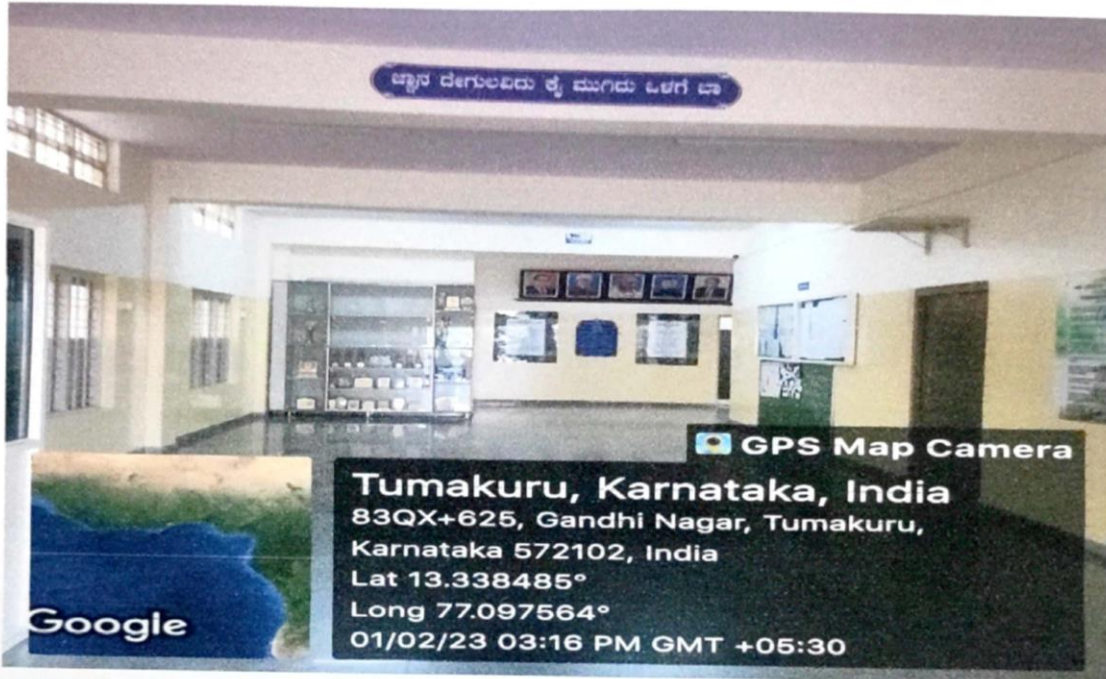 ಜ್ಞಾನ ದೇಗುಲವಿದು ಕೈ ಮುಗಿದು ಒಳಗೆ ಬಾ
GPS Map Camera
Tumakuru, Karnataka, India
83QX+625, Gandhi Nagar, Tumakuru,
Karnataka 572102, India
Lat 13.338485°
Long 77.097564°
01/02/23 03:16 PM GMT +05:30
Google